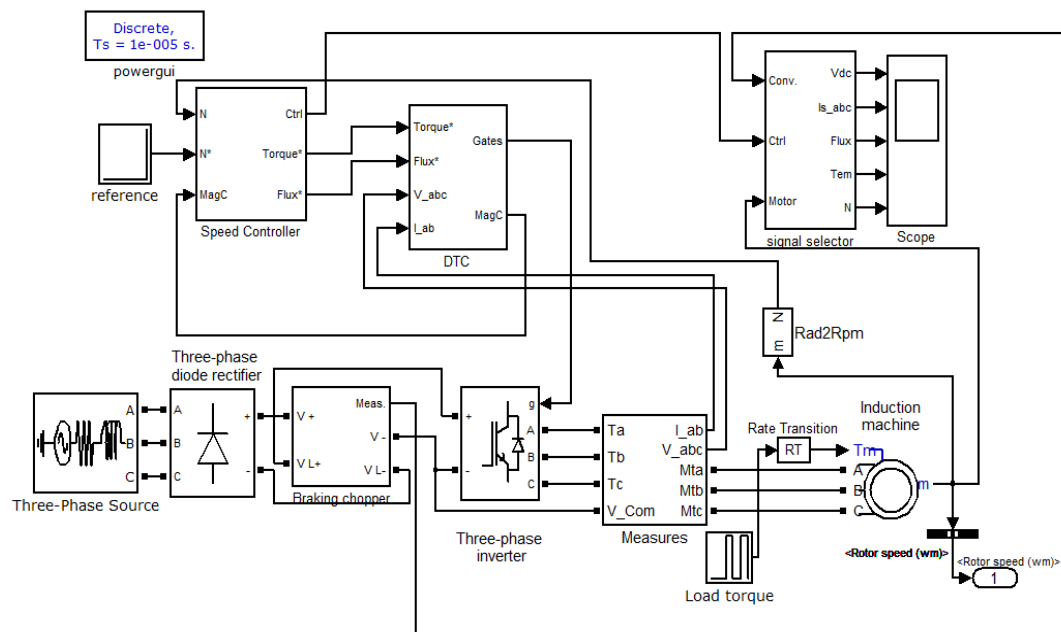 Discrete,
Ts = 1e-005 s.
powergui
N
N*
MagC
Ctrl
Torque*
Flux*
Speed Controller
reference
Torque*
Flux*
V_abc
I_ab
Gates
MagC
DTC
Conv.
Ctrl
Motor
Vdc
Is_abc
Flux
Tem
N
signal selector
Scope
m N
Rad2Rpm
Three-phase
diode rectifier
A
B
C
Three-Phase Source
A
B
C
+
-
V +
V L+
Meas.
V -
V L-
Braking chopper
+
-
g
A
B
C
Three-phase
inverter
Ta
Tb
Tc
V_Com
I_ab
V_abc
Mta
Mtb
Mtc
Measures
Rate Transition
RT
Load torque
Induction
machine
Tm
A
B
C
m
<Rotor speed (wm)>
<Rotor speed (wm)>
1